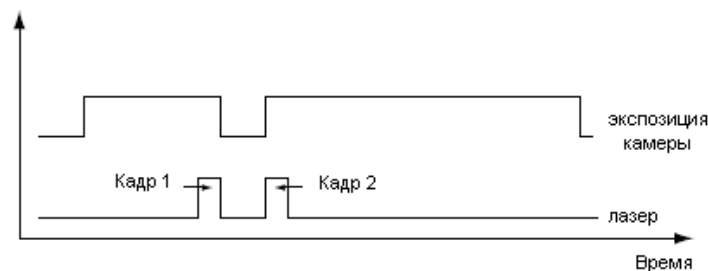 экспозиция
камеры
Кадр 1
Кадр 2
лазер
Время